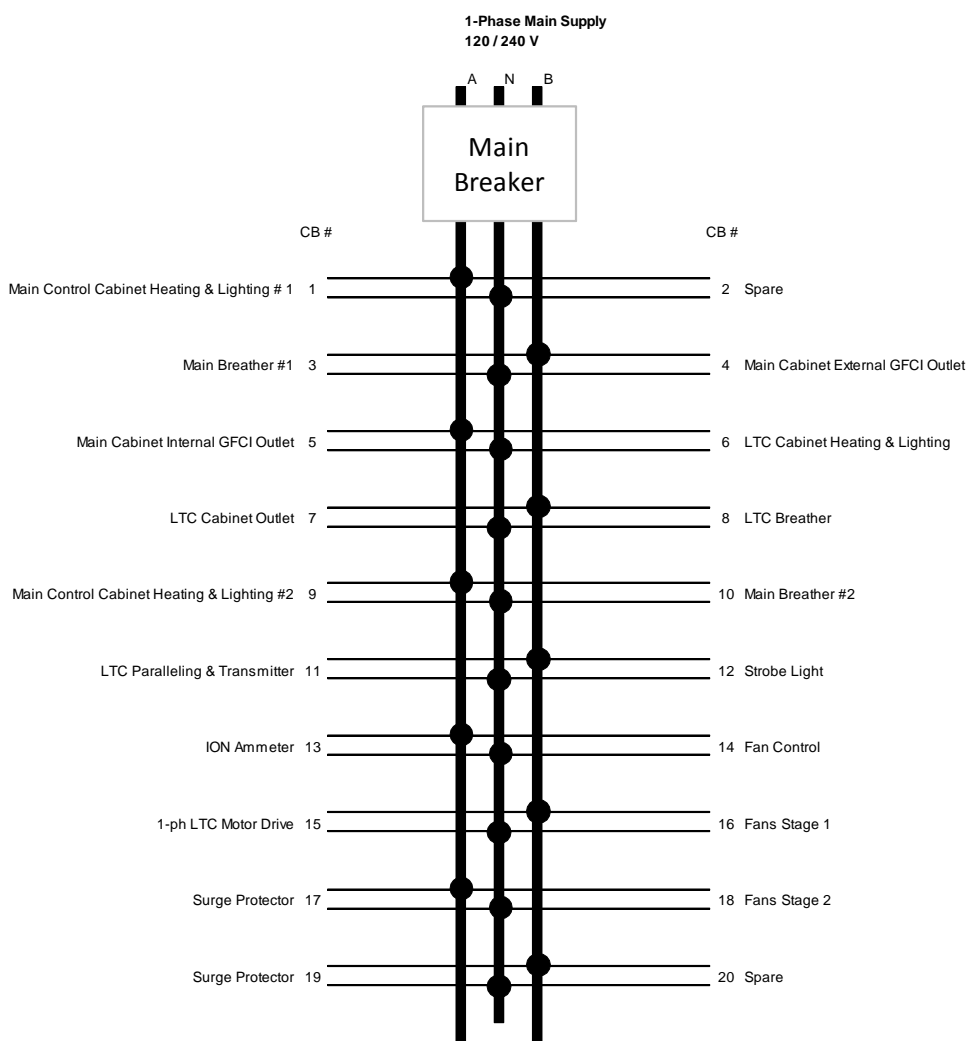 1-Phase Main Supply
120 / 240 V
A N B
Main
Breaker
CB # CB #
Main Control Cabinet Heating & Lighting # 1 1 2 Spare
Main Breather #1 3 4 Main Cabinet External GFCI Outlet
Main Cabinet Internal GFCI Outlet 5 6 LTC Cabinet Heating & Lighting
LTC Cabinet Outlet 7 8 LTC Breather
Main Control Cabinet Heating & Lighting #2 9 10 Main Breather #2
LTC Paralleling & Transmitter 11 12 Strobe Light
ION Ammeter 13 14 Fan Control
1-ph LTC Motor Drive 15 16 Fans Stage 1
Surge Protector 17 18 Fans Stage 2
Surge Protector 19 20 Spare